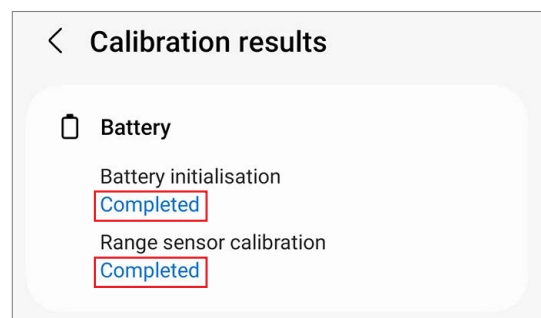 Calibration results
Battery
Battery initialisation
Completed
Range sensor calibration
Completed